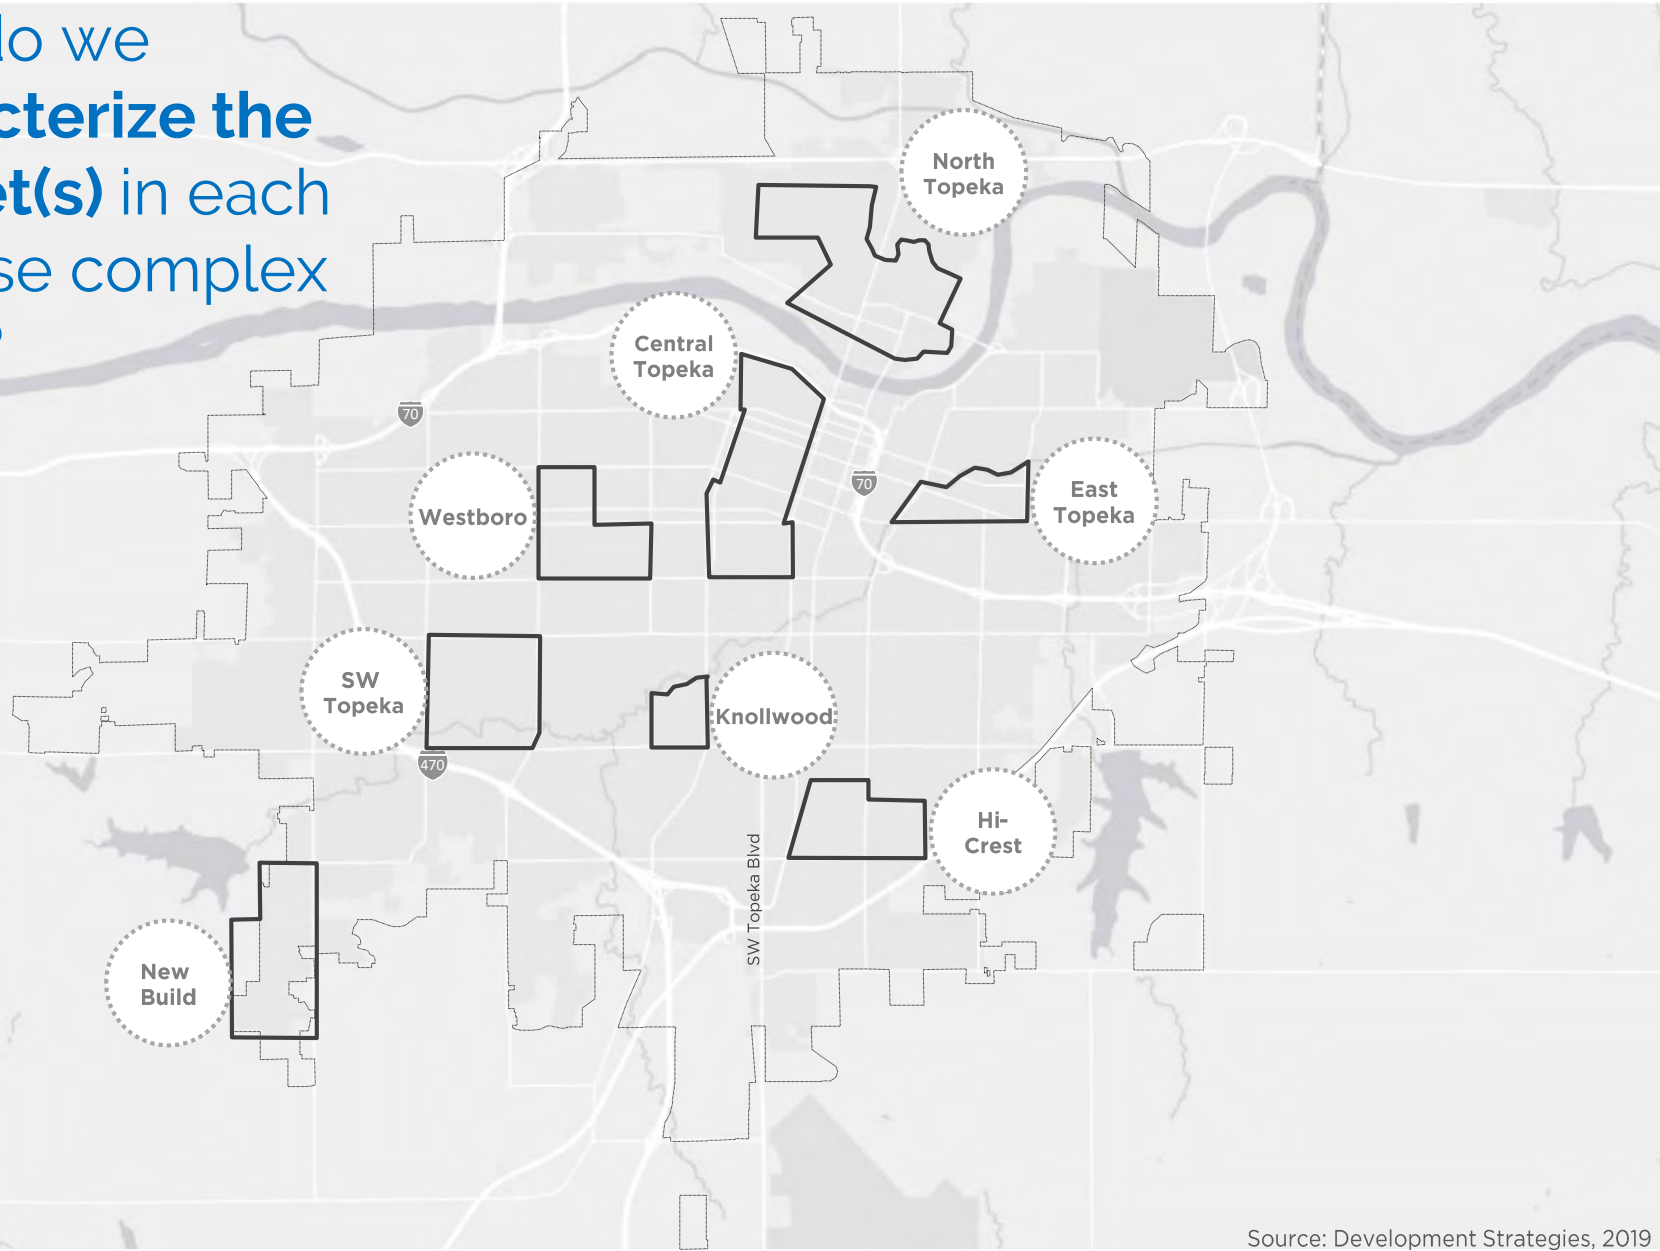 do we
cterize the
et(s) in each
se complex
?
North
Topeka
Central
Topeka
70
Westboro
70
East
Topeka
SW
Topeka
Knollwood
470
Hi-
Crest
SW Topeka Blvd
New
Build
Source: Development Strategies, 2019